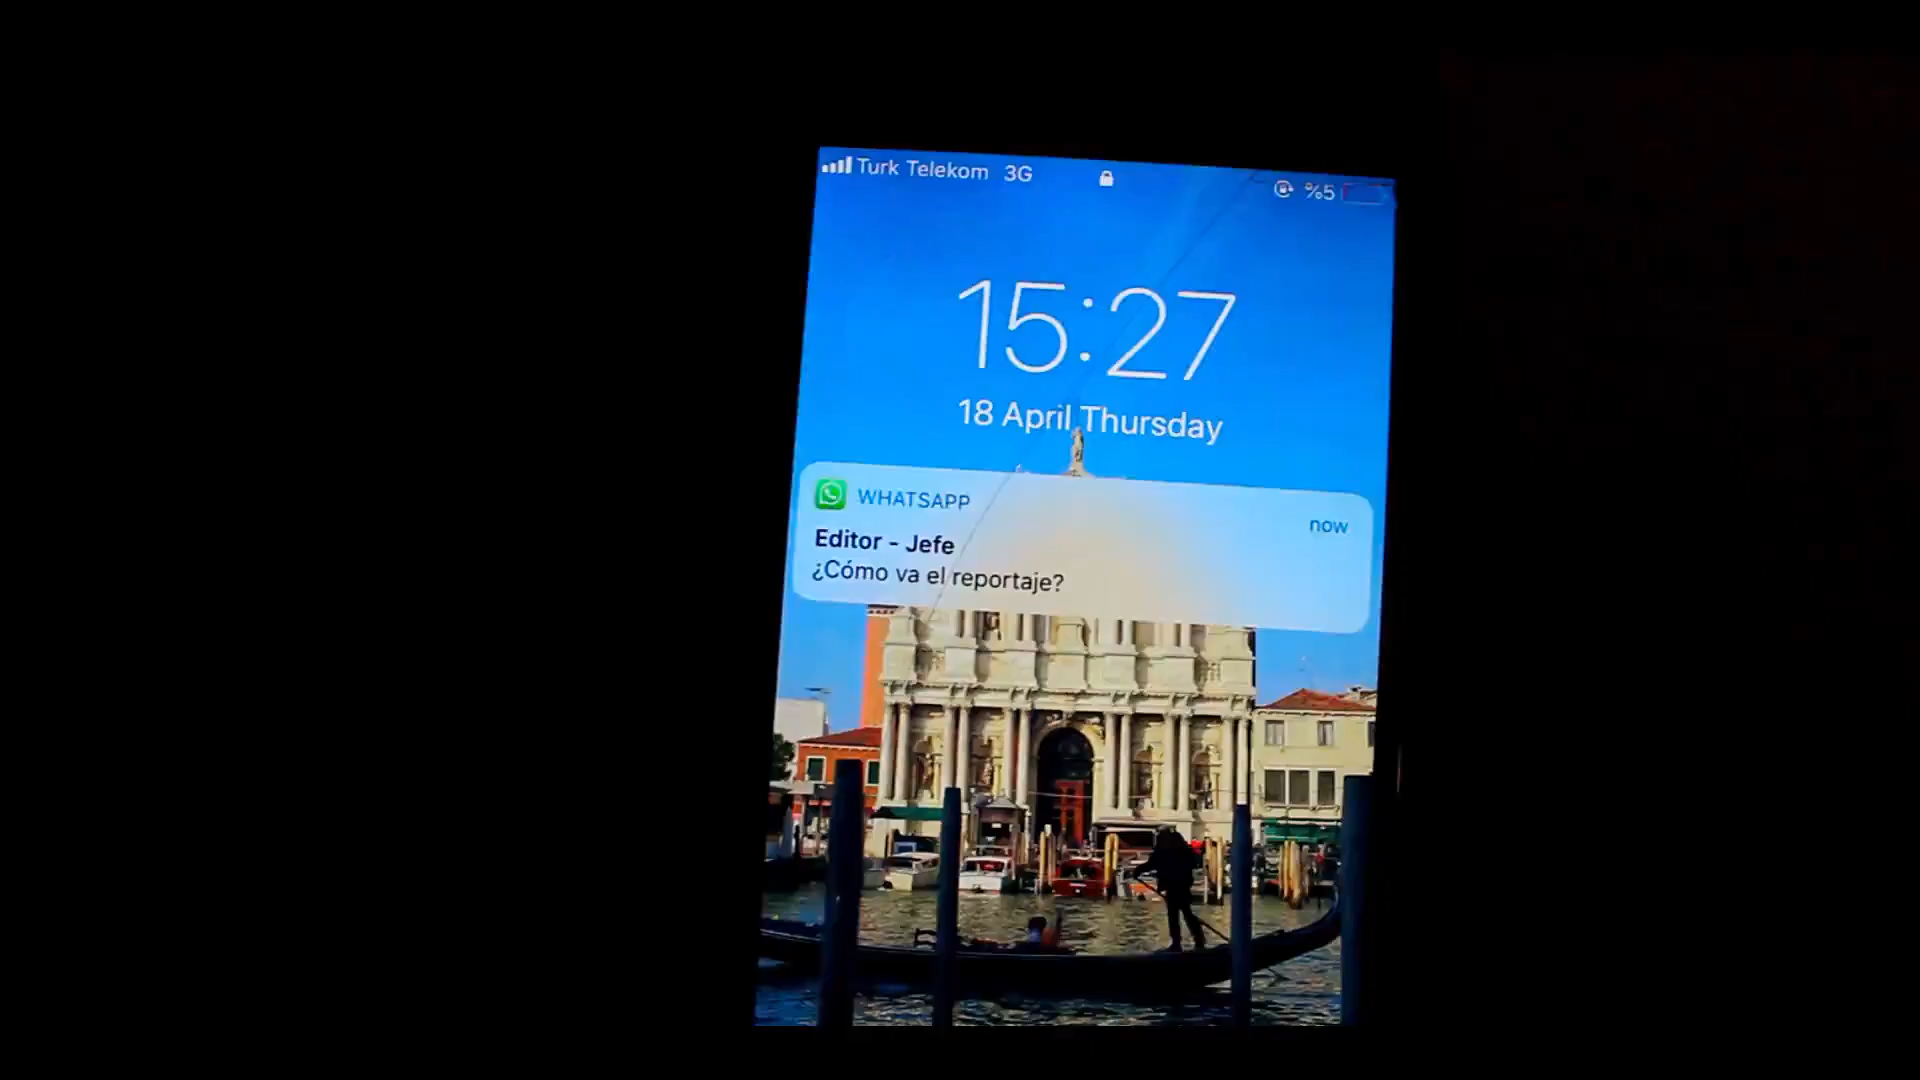 Turk Telekom 3G %5
15:27
18 April Thursday
WHATSAPP
now
Editor - Jefe
¿Cómo va el reportaje?